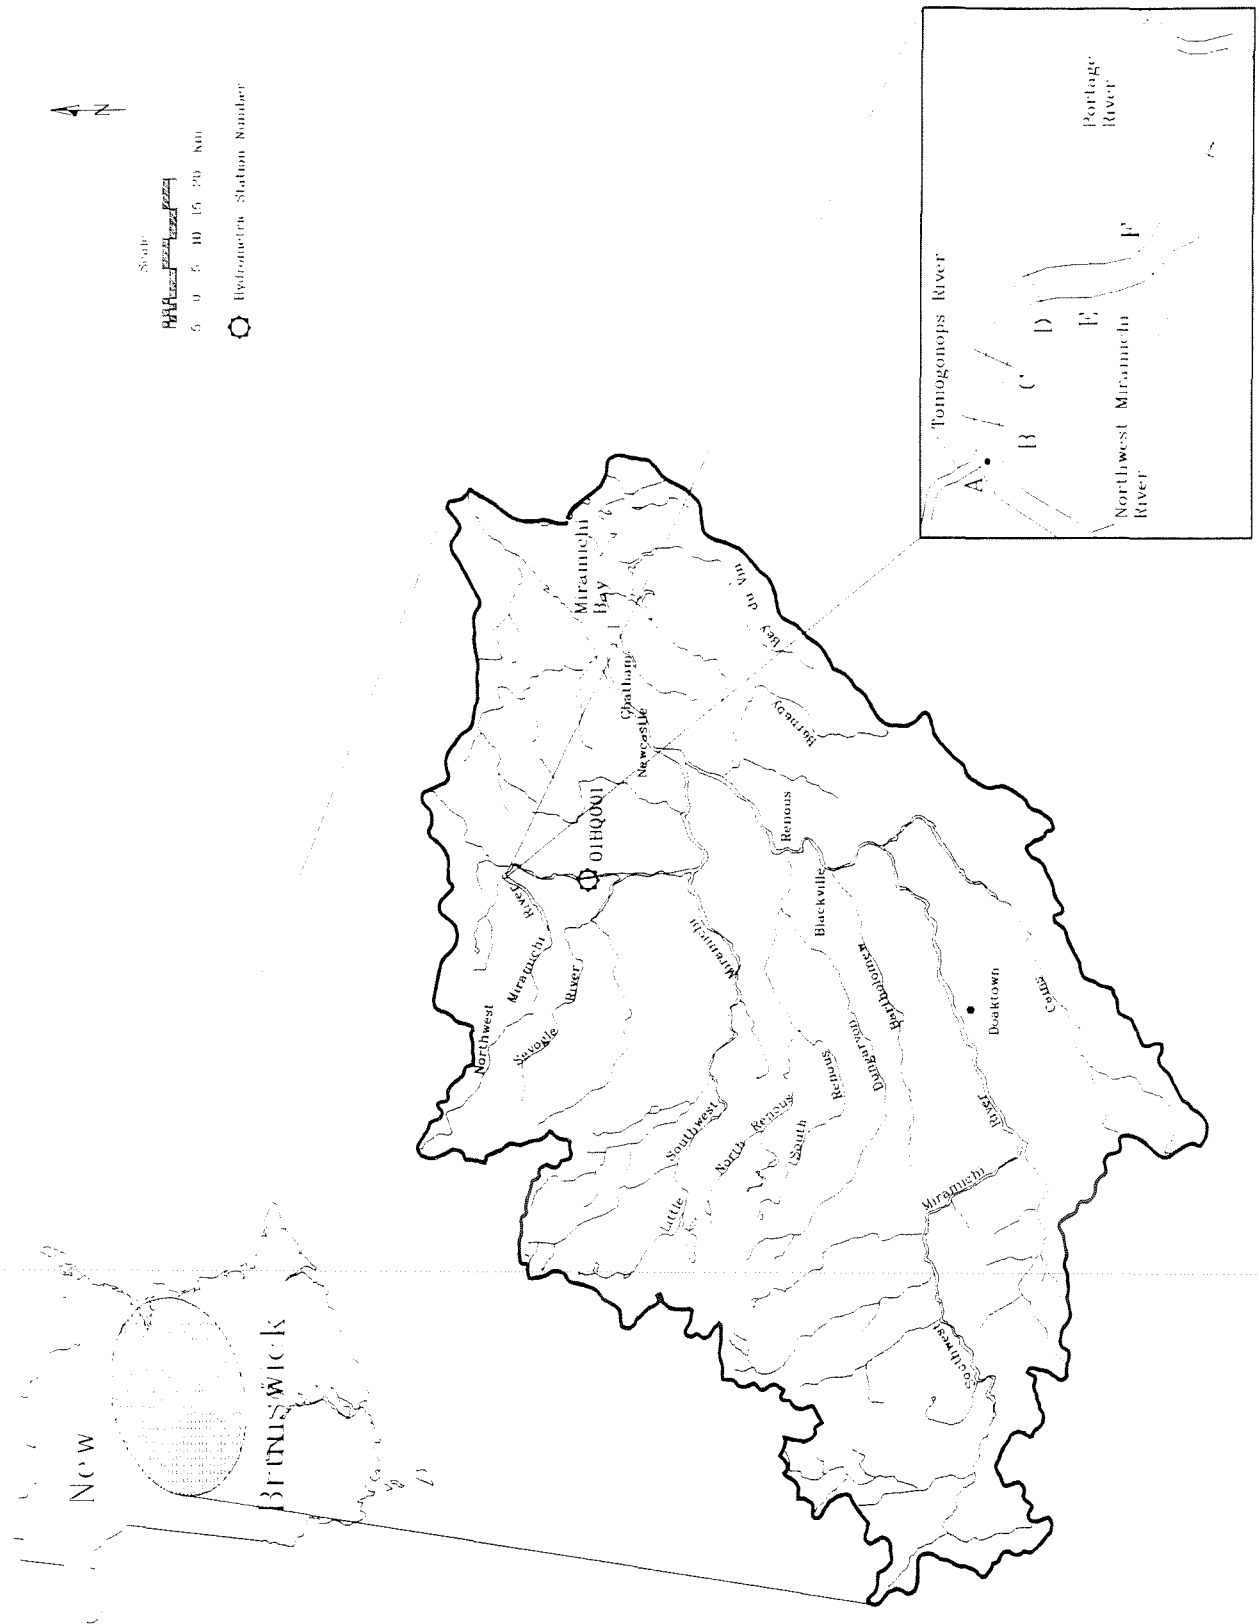 New
Brunswick
Scale
5 0 5 10 15 20 Km
Hydrometric Station Number
N
Northwest
Miramichi
River
Sevogle
River
01BQ001
Miramichi
Bay
Chatham
Newcastle
Bay du Vin
Barnaby
Renous
Blackville
Little
Southwest
Miramichi
North
Renous
South
Renous
Dungarvon
Bartholomew
Doaktown
Cains
Southwest
Miramichi
River
Tomogonops River
A
B
C
D
E
F
Northwest Miramichi
River
Portage
River